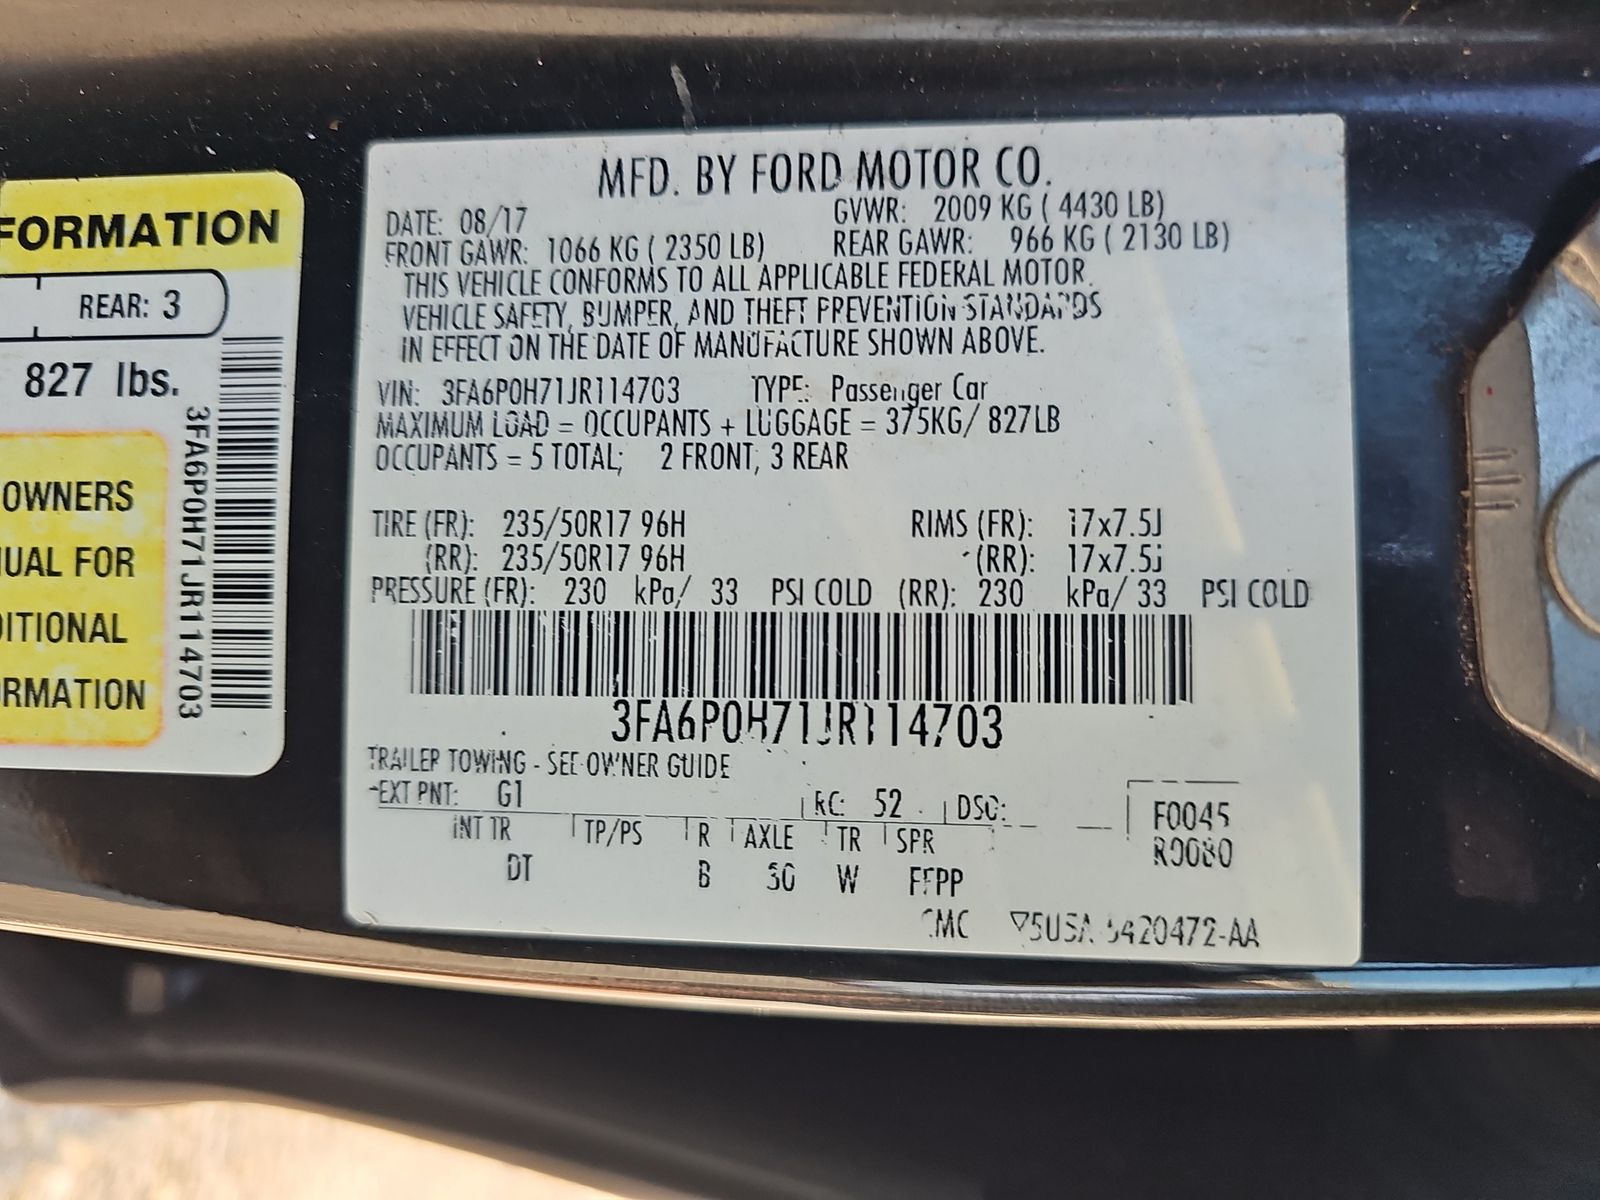 FORMATION
REAR: 3
827 lbs.
OWNERS
UAL FOR
DITIONAL
RMATION
3FA6P0H71JR114703
MFD. BY FORD MOTOR CO.
DATE: 08/17 GVWR: 2009 KG ( 4430 LB)
FRONT GAWR: 1066 KG ( 2350 LB) REAR GAWR: 966 KG ( 2130 LB)
THIS VEHICLE CONFORMS TO ALL APPLICABLE FEDERAL MOTOR
VEHICLE SAFETY, BUMPER, AND THEFT PREVENTION STANDARDS
IN EFFECT ON THE DATE OF MANUFACTURE SHOWN ABOVE.
VIN: 3FA6P0H71JR114703 TYPE: Passenger Car
MAXIMUM LOAD = OCCUPANTS + LUGGAGE = 375KG/ 827LB
OCCUPANTS = 5 TOTAL; 2 FRONT, 3 REAR
TIRE (FR): 235/50R17 96H RIMS (FR): 17x7.5J
(RR): 235/50R17 96H (RR): 17x7.5J
PRESSURE (FR): 230 kPa/ 33 PSI COLD (RR): 230 kPa/ 33 PSI COLD
3FA6P0H71JR114703
TRAILER TOWING - SEE OWNER GUIDE
EXT PNT: G1 RC: 52 DSO:
F0045
INT TR TP/PS R AXLE TR SPR
R0080
DT B W FFPP
CMC